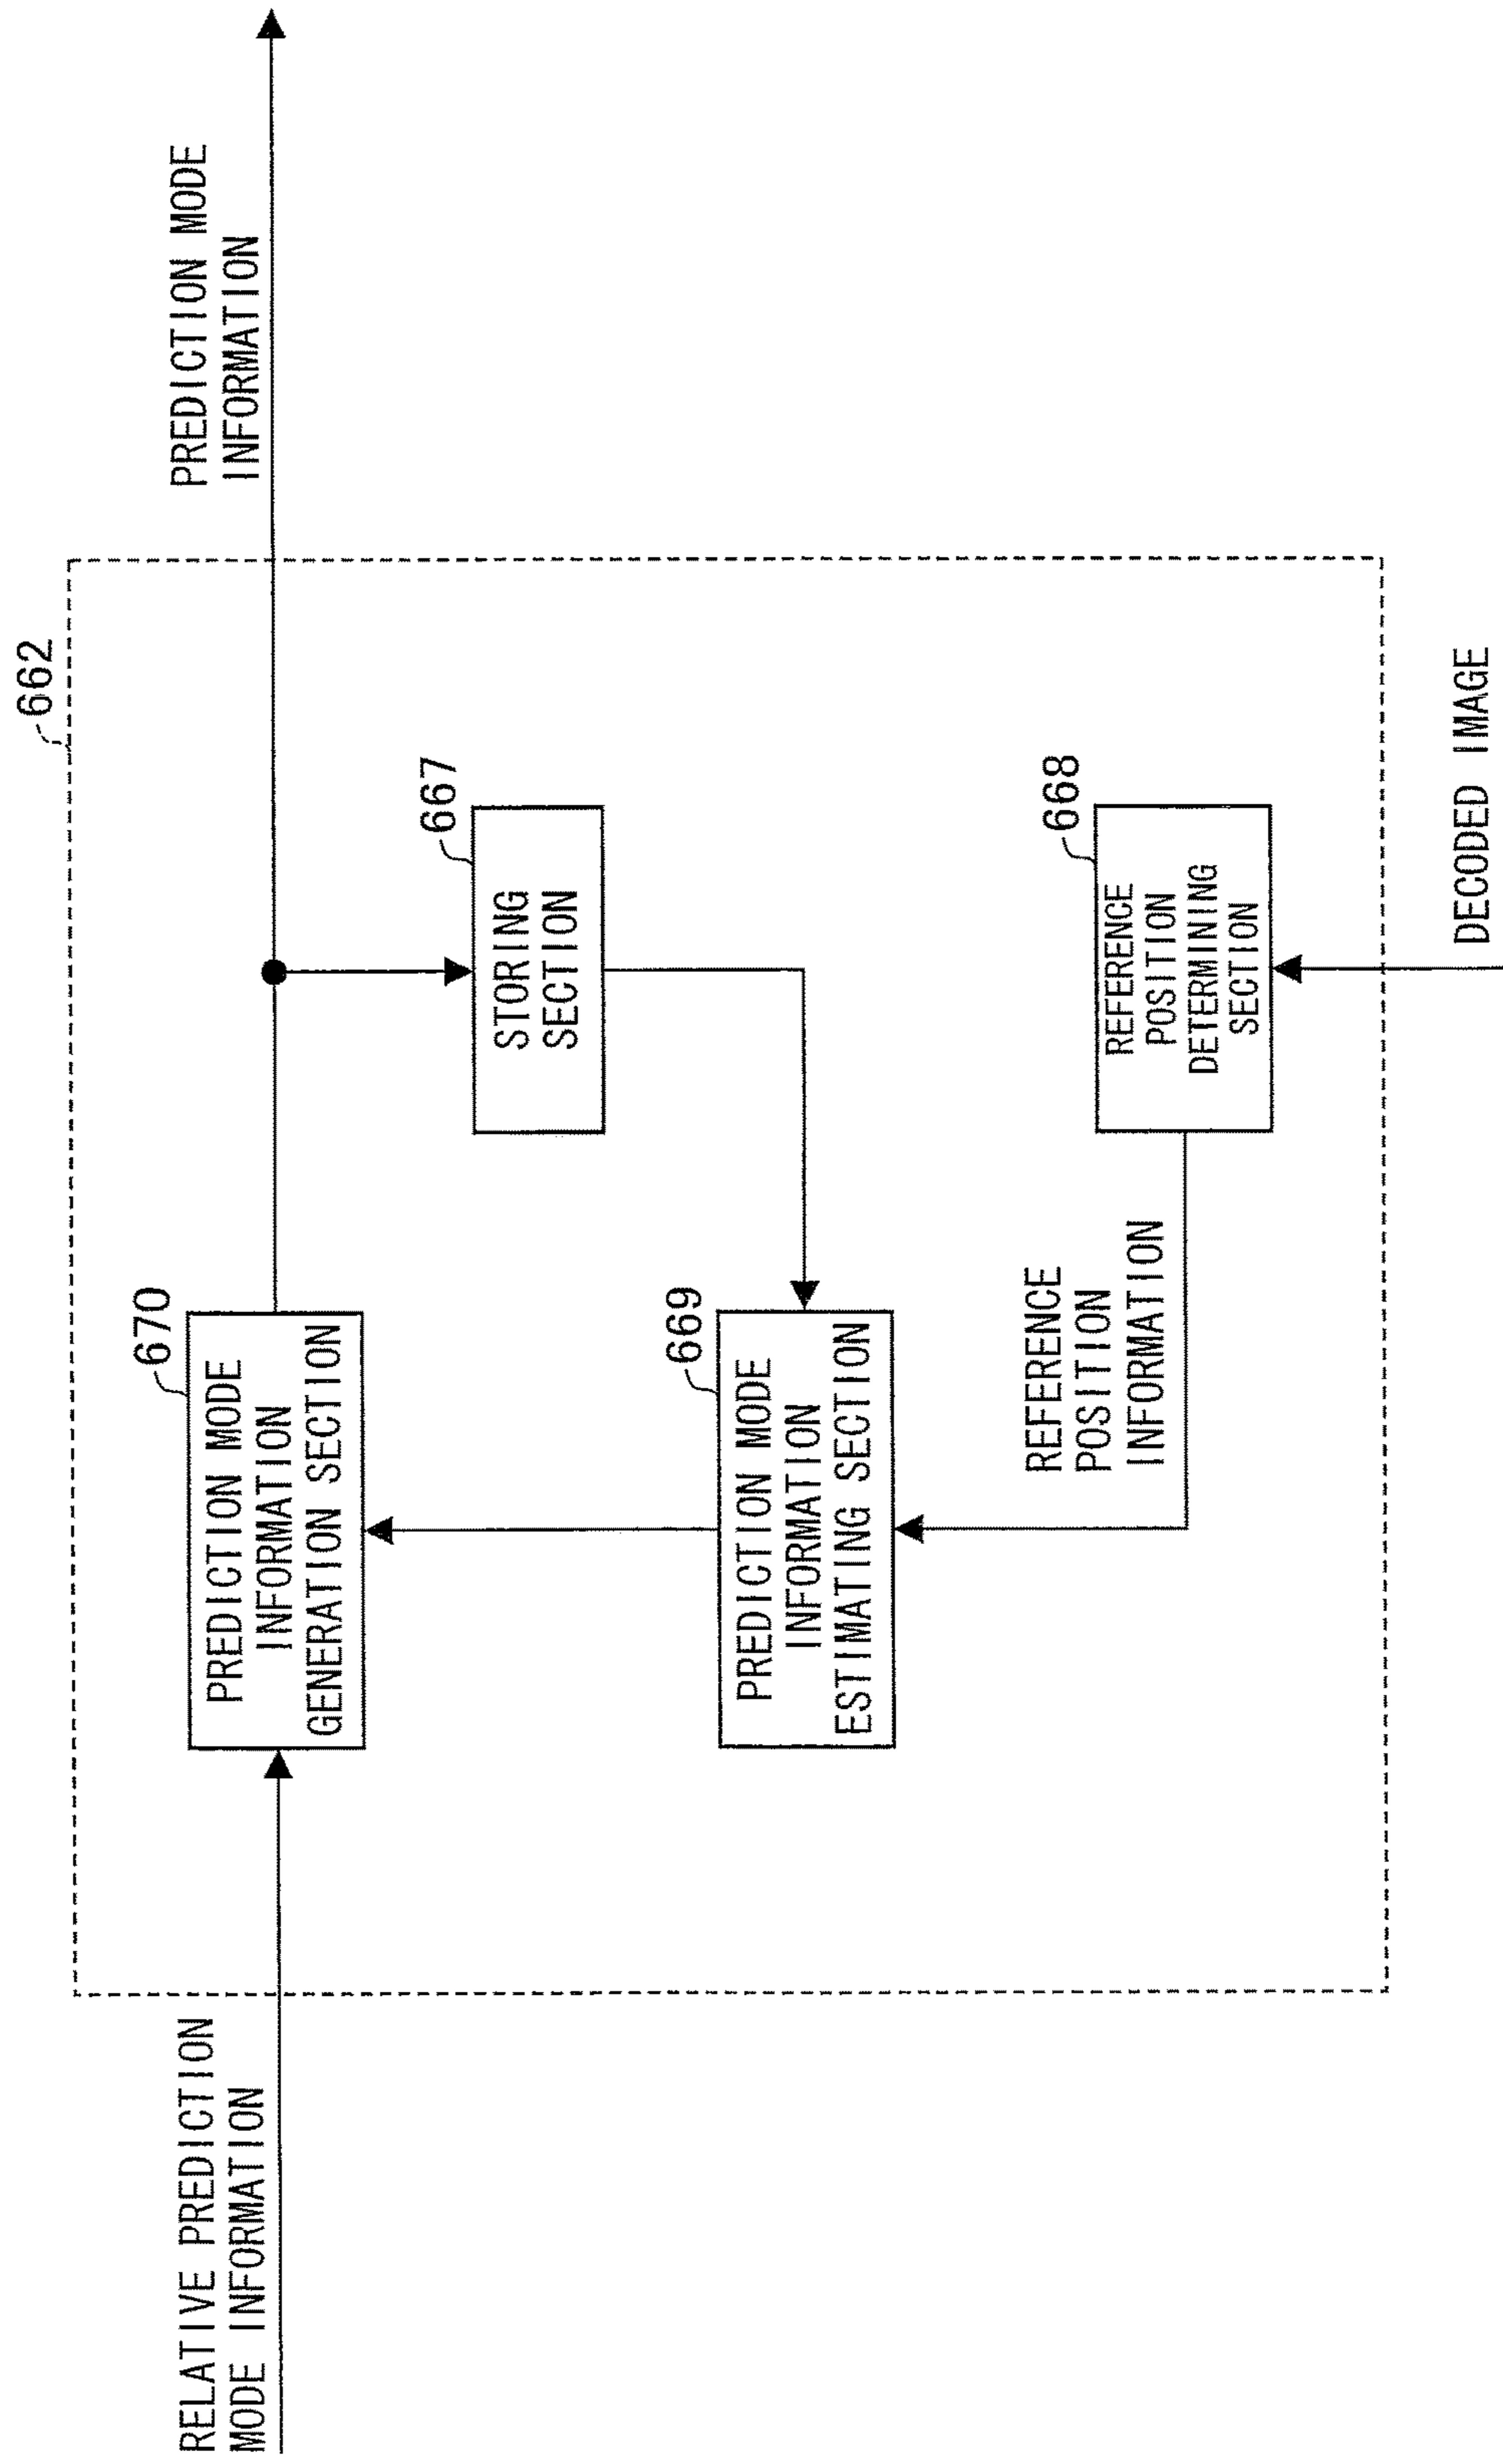 RELATIVE PREDICTION
MODE INFORMATION
670
PREDICTION MODE
INFORMATION
GENERATION SECTION
PREDICTION MODE
INFORMATION
662
667
STORING
SECTION
669
PREDICTION MODE
INFORMATION
ESTIMATING SECTION
REFERENCE
POSITION
INFORMATION
668
REFERENCE
POSITION
DETERMINING
SECTION
DECODED IMAGE